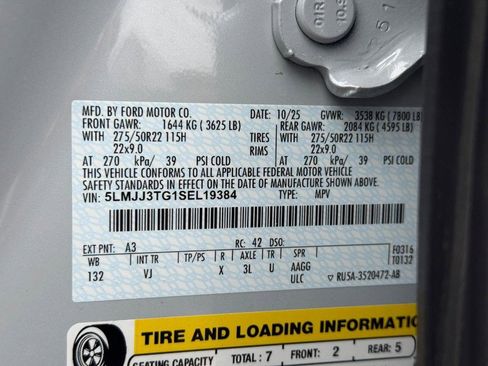 MFD. BY FORD MOTOR CO. DATE: 10/25 GVWR: 3538 KG ( 7800 LB)
FRONT GAWR: 1644 KG ( 3625 LB) REAR GAWR: 2084 KG ( 4595 LB)
WITH 275/50R22 115H TIRES WITH 275/50R22 115H
22x9.0 RIMS 22x9.0
AT 270 kPa/ 39 PSI COLD AT 270 kPa/ 39 PSI COLD
THIS VEHICLE CONFORMS TO ALL APPLICABLE FEDERAL MOTOR VEHICLE
SAFETY STANDARDS IN EFFECT ON THE DATE OF MANUFACTURE SHOWN ABOVE.
VIN: 5LMJJ3TG1SEL19384 TYPE: MPV
EXT PNT: A3 RC: 42 DSO: F0316
WB INT TR TP/PS R AXLE TR SPR T0132
132 VJ X 3L U AAGG
ULC ▽ RU5A-3520472-AB
TIRE AND LOADING INFORMATIO
SEATING CAPACITY TOTAL : 7 FRONT: 2 REAR: 5